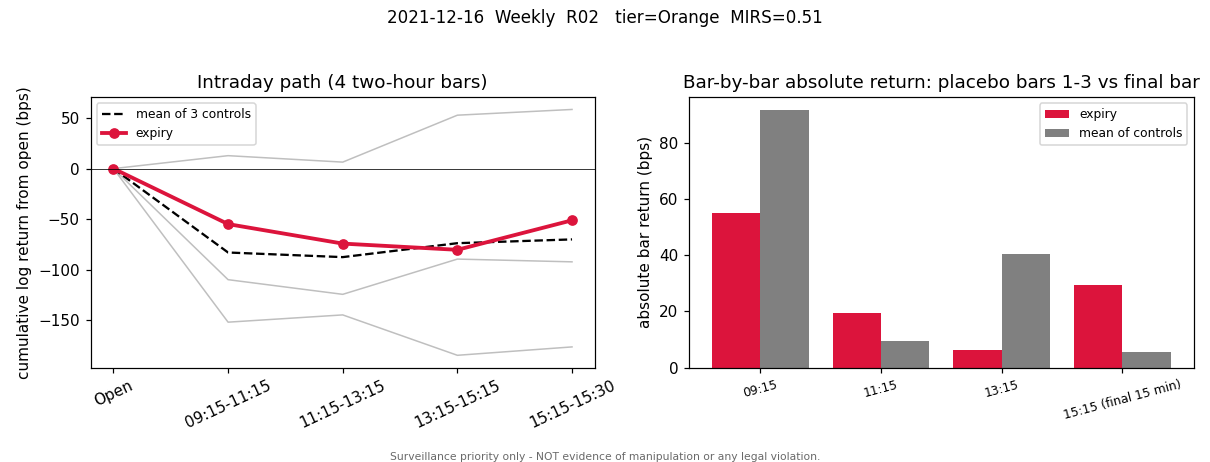 2021-12-16  Weekly  R02   tier=Orange  MIRS=0.51
Intraday path (4 two-hour bars)
cumulative log return from open (bps)
50
0
−50
−100
−150
mean of 3 controls
expiry
Open
09:15-11:15
11:15-13:15
13:15-15:15
15:15-15:30
Bar-by-bar absolute return: placebo bars 1-3 vs final bar
absolute bar return (bps)
80
60
40
20
0
expiry
mean of controls
09:15
11:15
13:15
15:15 (final 15 min)
Surveillance priority only - NOT evidence of manipulation or any legal violation.